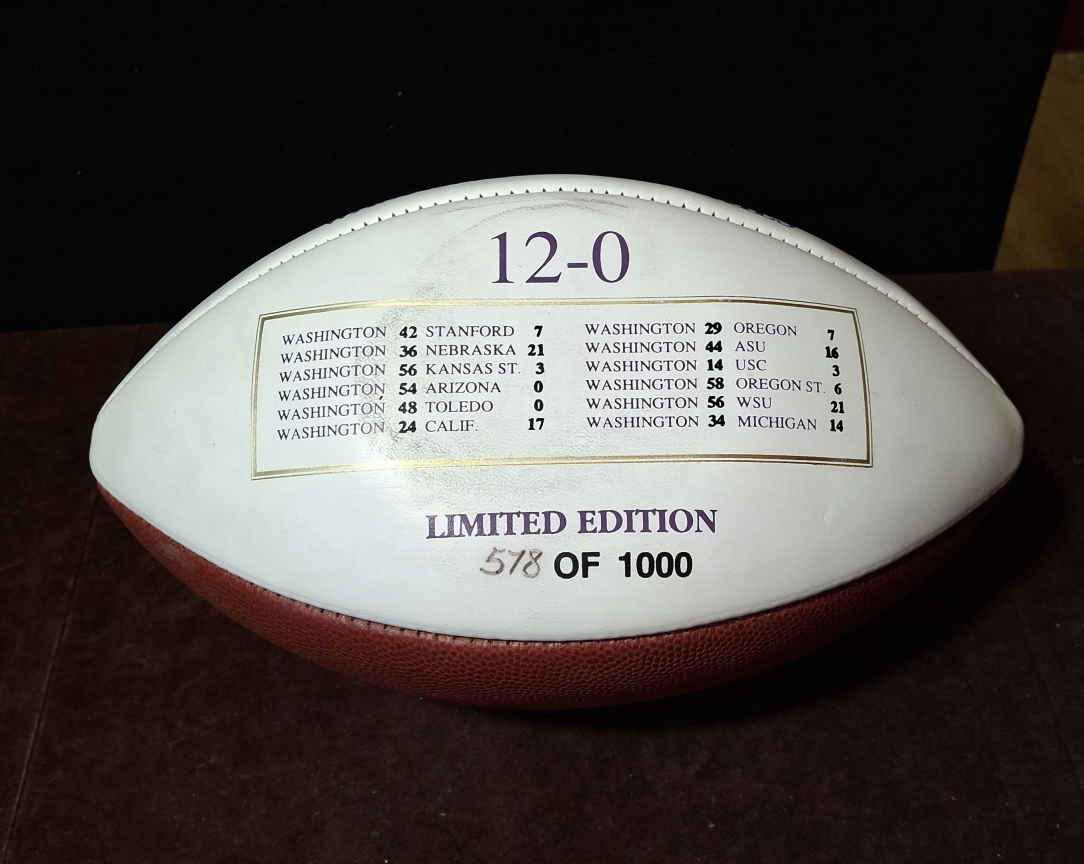 12-0
WASHINGTON 42 STANFORD 7
WASHINGTON 36 NEBRASKA 21
WASHINGTON 56 KANSAS ST. 3
WASHINGTON 54 ARIZONA 0
WASHINGTON 48 TOLEDO 0
WASHINGTON 24 CALIF. 17
WASHINGTON 29 OREGON 7
WASHINGTON 44 ASU 16
WASHINGTON 14 USC 3
WASHINGTON 58 OREGON ST. 6
WASHINGTON 56 WSU 21
WASHINGTON 34 MICHIGAN 14
LIMITED EDITION
578 OF 1000